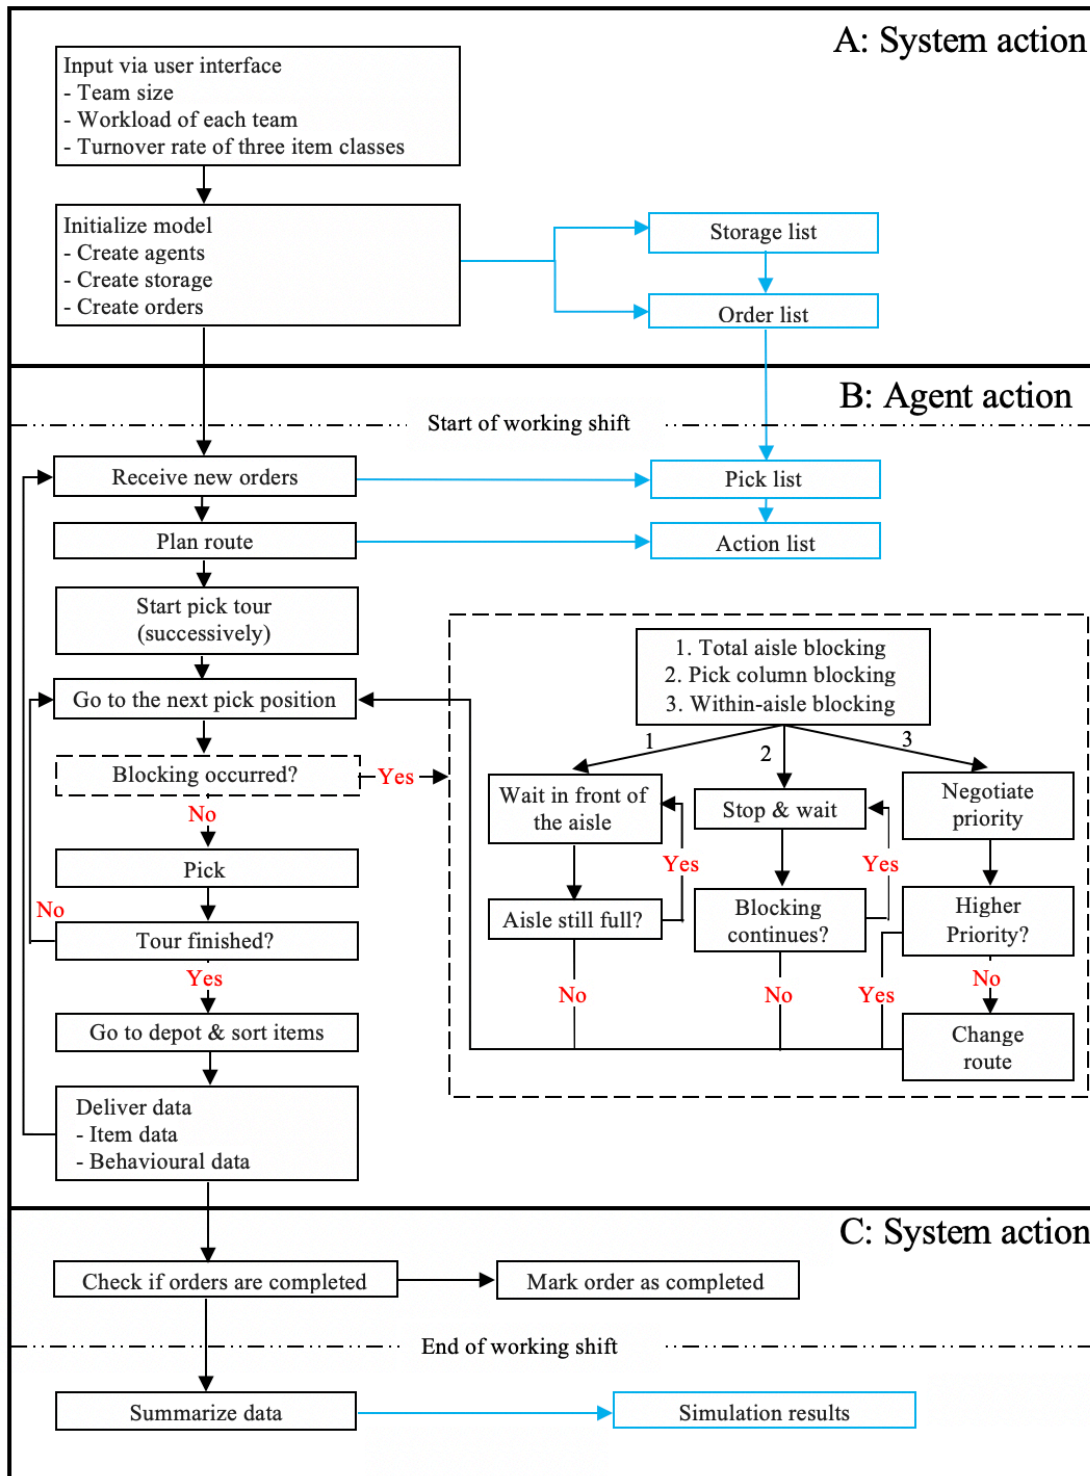 A: System action
Input via user interface
- Team size
- Workload of each team
- Turnover rate of three item classes
Initialize model
- Create agents
- Create storage
- Create orders
Storage list
Order list
B: Agent action
Start of working shift
Receive new orders
Pick list
Plan route
Action list
Start pick tour
(successively)
Go to the next pick position
Blocking occurred?
Yes
No
Pick
No
Tour finished?
Yes
Go to depot & sort items
Deliver data
- Item data
- Behavioural data
1. Total aisle blocking
2. Pick column blocking
3. Within-aisle blocking
1
2
3
Wait in front of
the aisle
Yes
Aisle still full?
No
Stop & wait
Yes
Blocking
continues?
No
Negotiate
priority
Higher
Priority?
Yes
No
Change
route
C: System action
Check if orders are completed
Mark order as completed
End of working shift
Summarize data
Simulation results